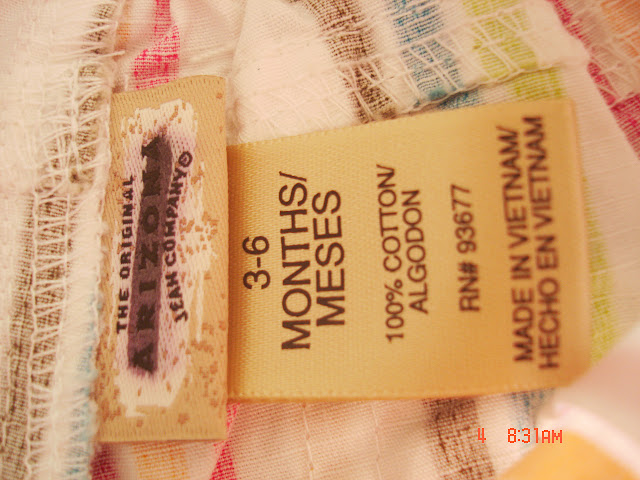 THE ORIGINAL
ARIZONA
JEAN COMPANY
3-6
MONTHS/
MESES
100% COTTON/
ALGODON
RN# 93677
MADE IN VIETNAM/
HECHO EN VIETNAM
4 8:31AM